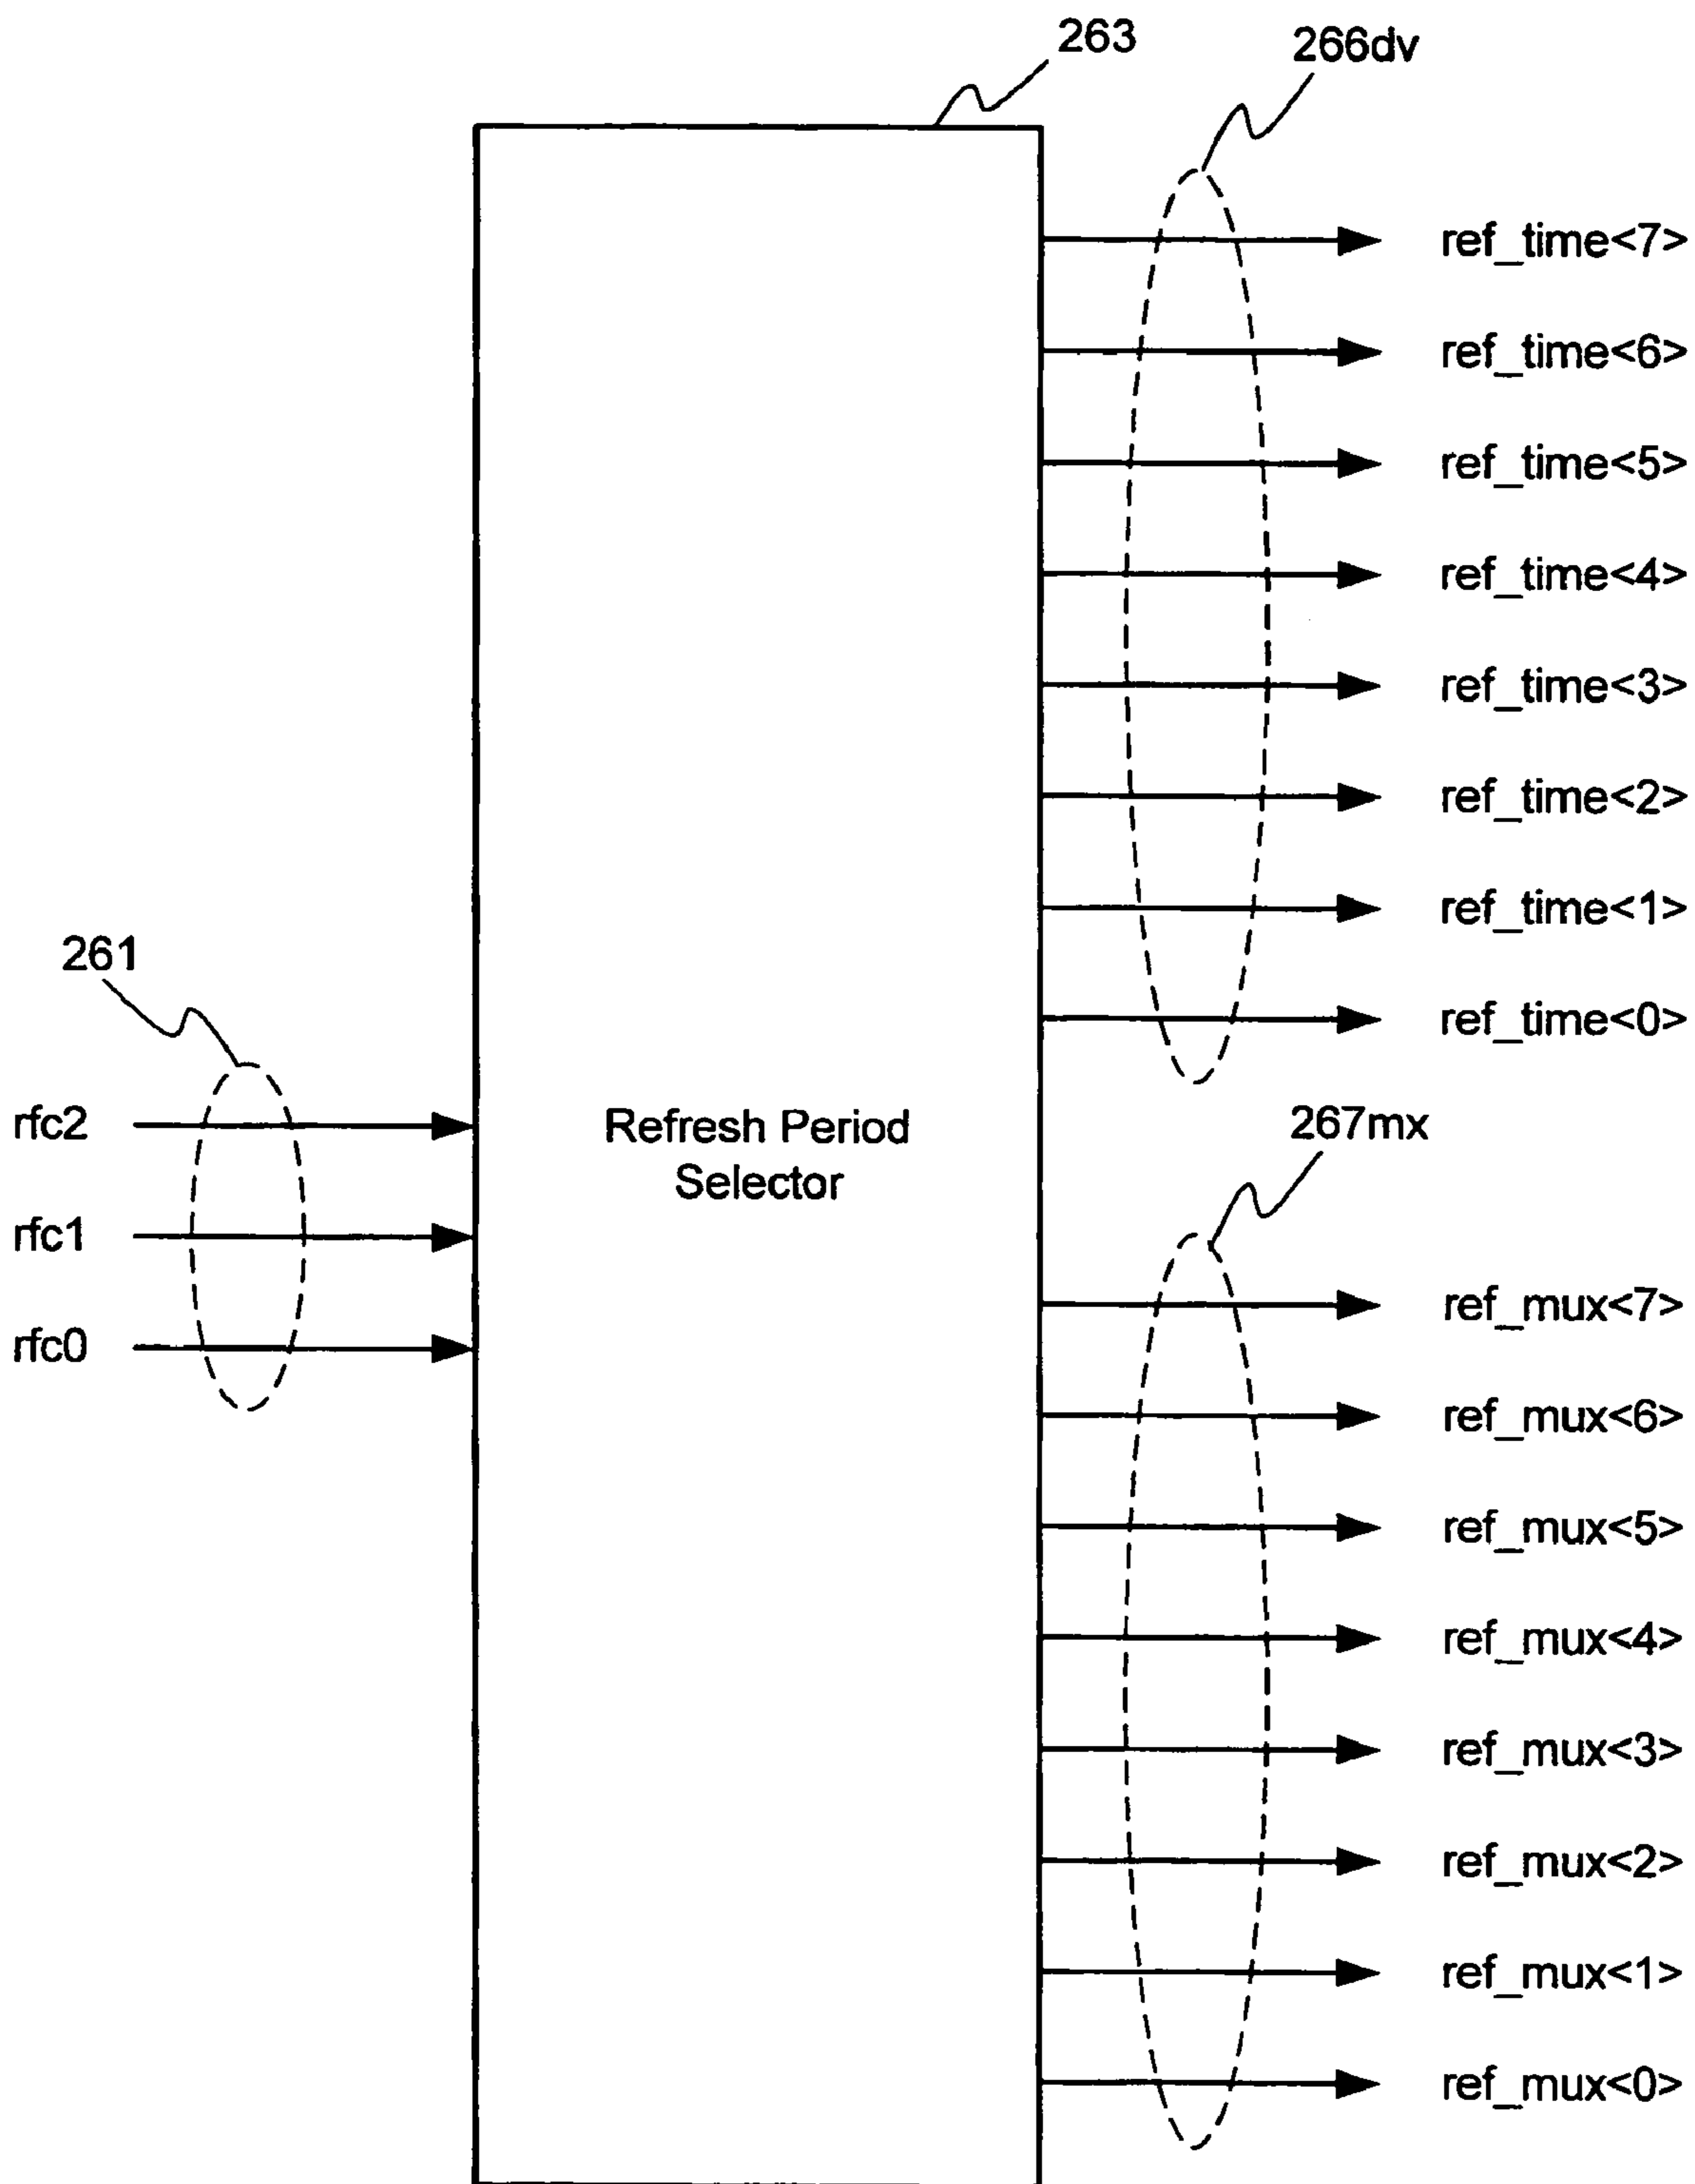 263
266dv
ref_time<7>
ref_time<6>
ref_time<5>
ref_time<4>
ref_time<3>
ref_time<2>
ref_time<1>
ref_time<0>
261
rfc2
rfc1
rfc0
Refresh Period
Selector
267mx
ref_mux<7>
ref_mux<6>
ref_mux<5>
ref_mux<4>
ref_mux<3>
ref_mux<2>
ref_mux<1>
ref_mux<0>